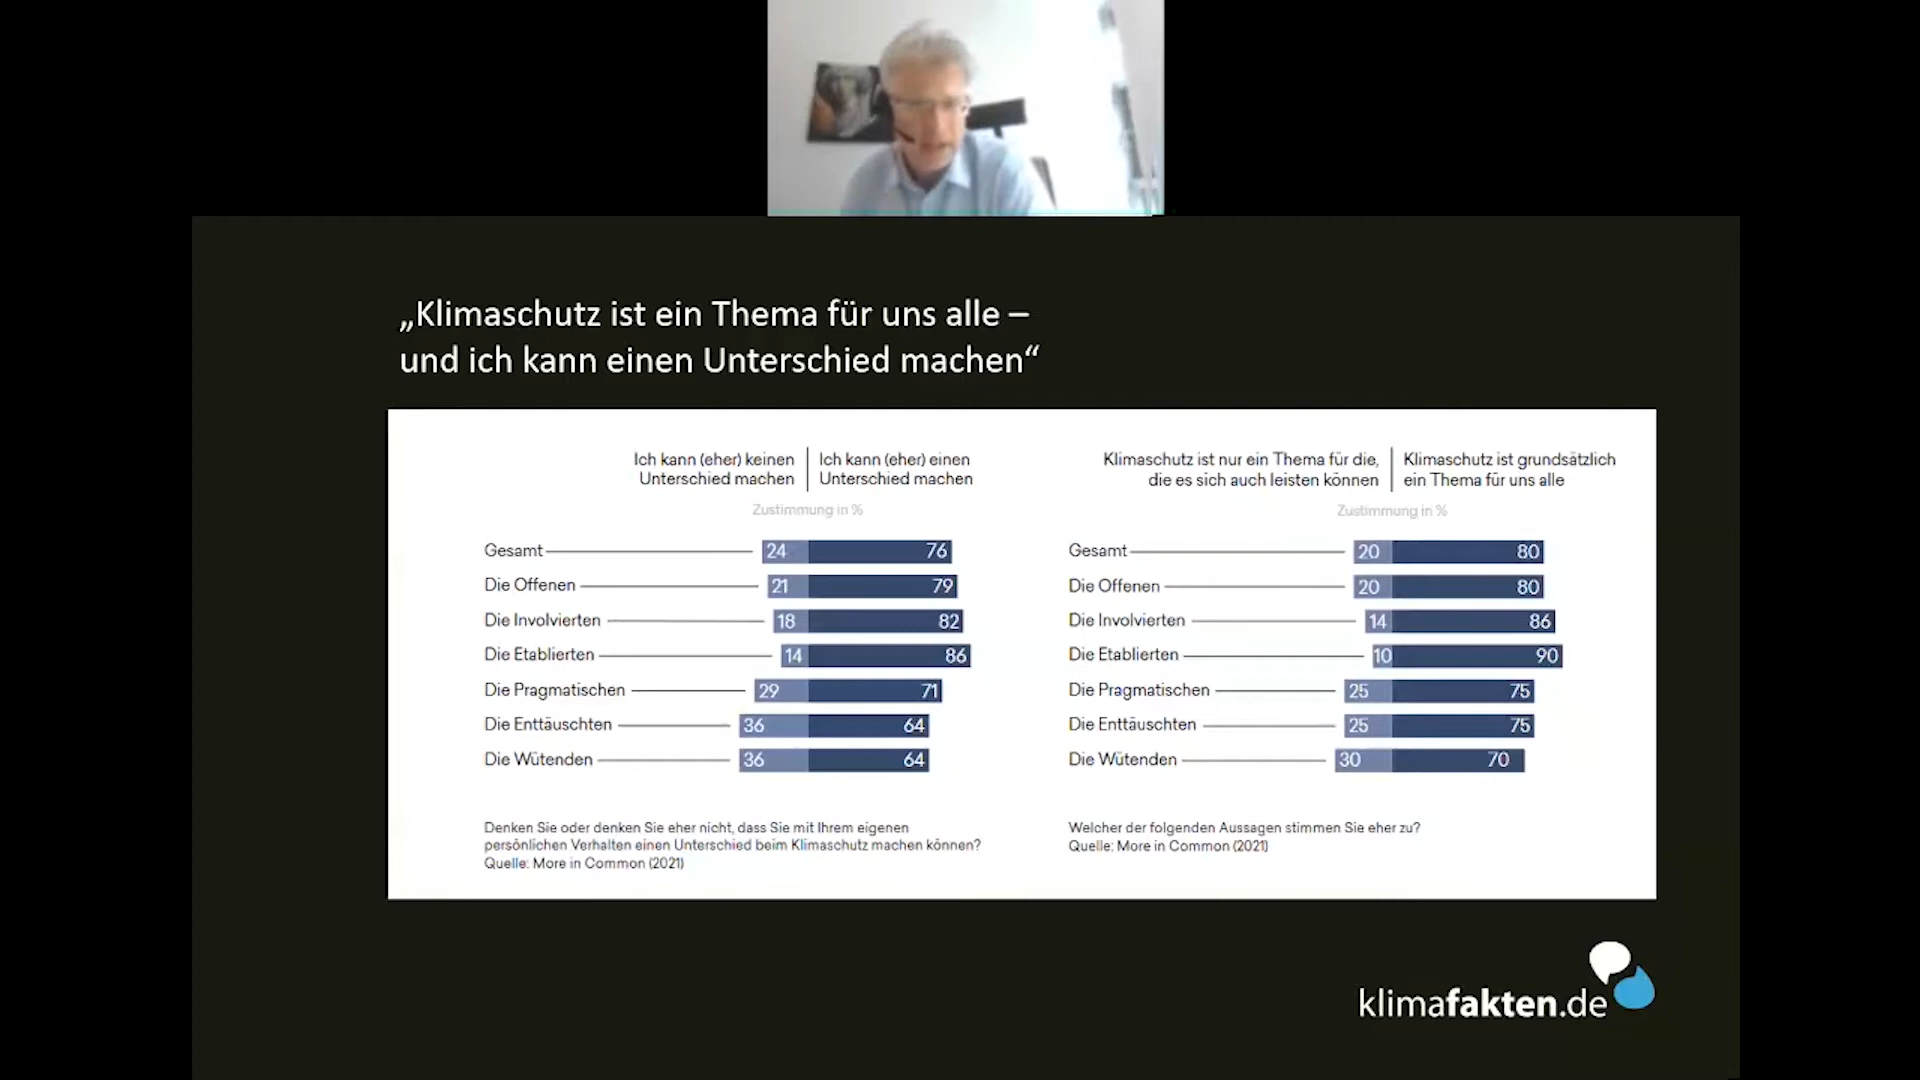 „Klimaschutz ist ein Thema für uns alle –
und ich kann einen Unterschied machen“
Ich kann (eher) keinen
Unterschied machen
Ich kann (eher) einen
Unterschied machen
Zustimmung in %
Gesamt 24 76
Die Offenen 21 79
Die Involvierten 18 82
Die Etablierten 14 86
Die Pragmatischen 29 71
Die Enttäuschten 36 64
Die Wütenden 36 64
Denken Sie oder denken Sie eher nicht, dass Sie mit Ihrem eigenen
persönlichen Verhalten einen Unterschied beim Klimaschutz machen können?
Quelle: More in Common (2021)
Klimaschutz ist nur ein Thema für die,
die es sich auch leisten können
Klimaschutz ist grundsätzlich
ein Thema für uns alle
Zustimmung in %
Gesamt 20 80
Die Offenen 20 80
Die Involvierten 14 86
Die Etablierten 10 90
Die Pragmatischen 25 75
Die Enttäuschten 25 75
Die Wütenden 30 70
Welcher der folgenden Aussagen stimmen Sie eher zu?
Quelle: More in Common (2021)
klimafakten.de